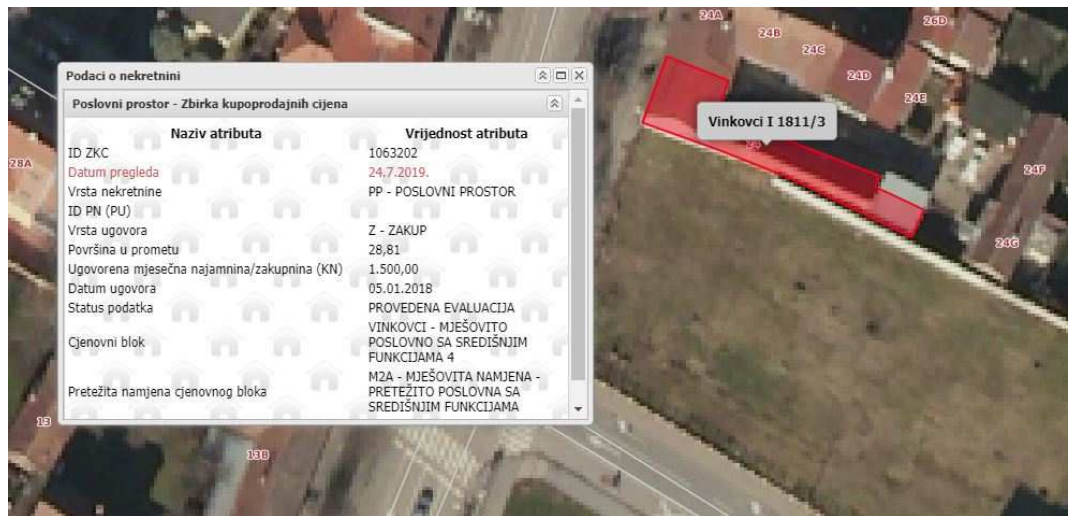 Podaci o nekretnini
Poslovni prostor - Zbirka kupoprodajnih cijena
Naziv atributa Vrijednost atributa
ID ZKC 1063202
Datum pregleda 24.7.2019.
Vrsta nekretnine PP - POSLOVNI PROSTOR
ID PN (PU)
Vrsta ugovora Z - ZAKUP
Površina u prometu 28,81
Ugovorena mjesečna najamnina/zakupnina (KN) 1.500,00
Datum ugovora 05.01.2018
Status podatka PROVEDENA EVALUACIJA
Cjenovni blok VINKOVCI - MJEŠOVITO
POSLOVNO SA SREDIŠNJIM
FUNKCIJAMA 4
Pretežita namjena cjenovnog bloka M2A - MJEŠOVITA NAMJENA -
PRETEŽITO POSLOVNA SA
SREDIŠNJIM FUNKCIJAMA
24A
24B
24C
26D
24D
24E
Vinkovci I 1811/3
24
24F
24G
28A
13
13B